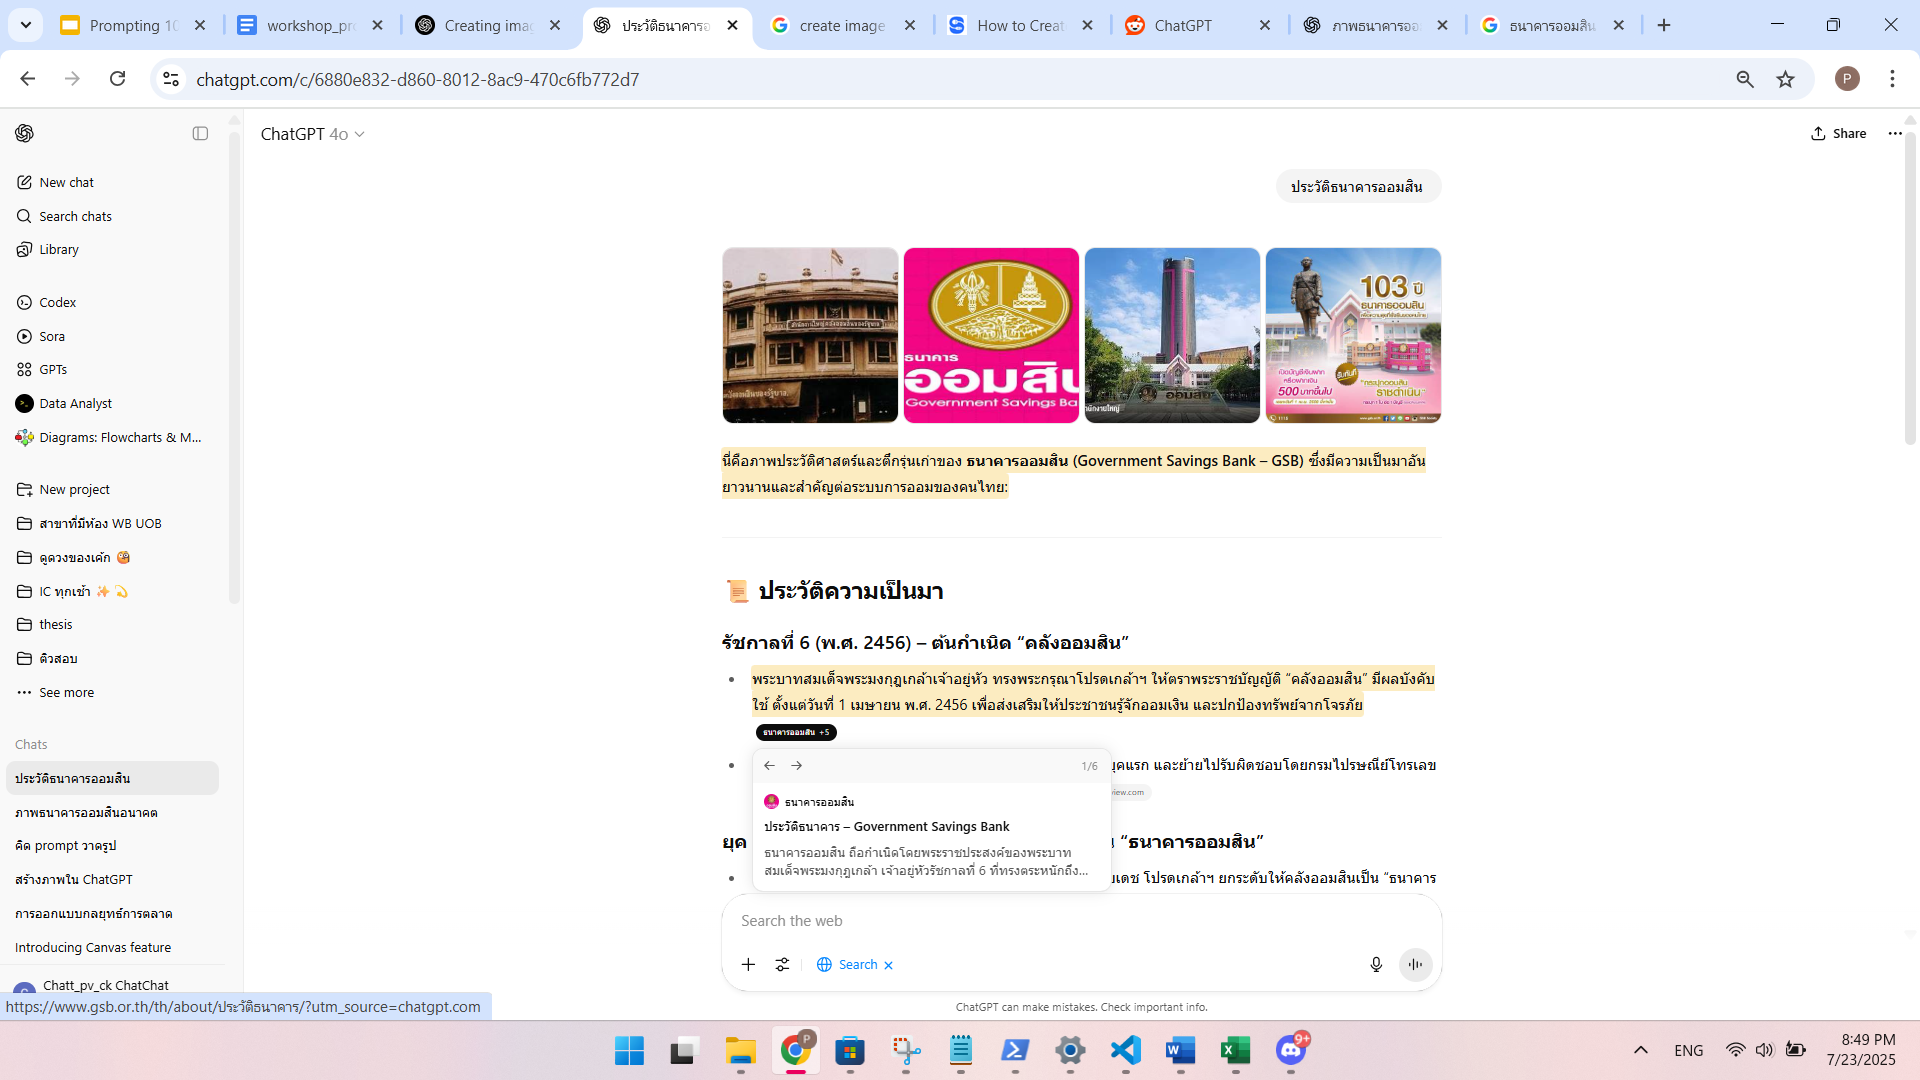 Prompting 10
workshop_pro
Creating imag
ประวัติธนาคารอ
create image
How to Creat
ChatGPT
ภาพธนาคารออ
ธนาคารออมสิน
chatgpt.com/c/6880e832-d860-8012-8ac9-470c6fb772d7
P
ChatGPT 4o
Share
New chat
Search chats
Library
Codex
Sora
GPTs
Data Analyst
Diagrams: Flowcharts & M...
New project
สาขาที่มีห้อง WB UOB
ดูดวงของเค้ก
IC ทุกเช้า
thesis
ติวสอบ
See more
Chats
ประวัติธนาคารออมสิน
ภาพธนาคารออมสินอนาคต
คิด prompt วาดรูป
สร้างภาพใน ChatGPT
การออกแบบกลยุทธ์การตลาด
Introducing Canvas feature
Chatt_pv_ck ChatChat
https://www.gsb.or.th/th/about/ประวัติธนาคาร/?utm_source=chatgpt.com
ประวัติธนาคารออมสิน
ธนาคาร
ออมสิน
Government Savings Ba
103 ปี
ธนาคารออมสิน
500 บาทขึ้นไป
รับทันที
ราชดำเนิน
นี่คือภาพประวัติศาสตร์และตึกรุ่นเก่าของ ธนาคารออมสิน (Government Savings Bank – GSB) ซึ่งมีความเป็นมาอัน
ยาวนานและสำคัญต่อระบบการออมของคนไทย:
📜 ประวัติความเป็นมา
รัชกาลที่ 6 (พ.ศ. 2456) – ต้นกำเนิด “คลังออมสิน”
พระบาทสมเด็จพระมงกุฎเกล้าเจ้าอยู่หัว ทรงพระกรุณาโปรดเกล้าฯ ให้ตราพระราชบัญญัติ “คลังออมสิน” มีผลบังคับ
ใช้ ตั้งแต่วันที่ 1 เมษายน พ.ศ. 2456 เพื่อส่งเสริมให้ประชาชนรู้จักออมเงิน และปกป้องทรัพย์จากโจรภัย
ธนาคารออมสิน +5
ยุคแรก และย้ายไปรับผิดชอบโดยกรมไปรษณีย์โทรเลข
view.com
1/6
ธนาคารออมสิน
ประวัติธนาคาร – Government Savings Bank
ธนาคารออมสิน ถือกำเนิดโดยพระราชประสงค์ของพระบาท
สมเด็จพระมงกุฎเกล้า เจ้าอยู่หัวรัชกาลที่ 6 ที่ทรงตระหนักถึง...
ยุค
น “ธนาคารออมสิน”
ยเดช โปรดเกล้าฯ ยกระดับให้คลังออมสินเป็น “ธนาคาร
Search the web
Search
ChatGPT can make mistakes. Check important info.
9+
ENG
8:49 PM
7/23/2025